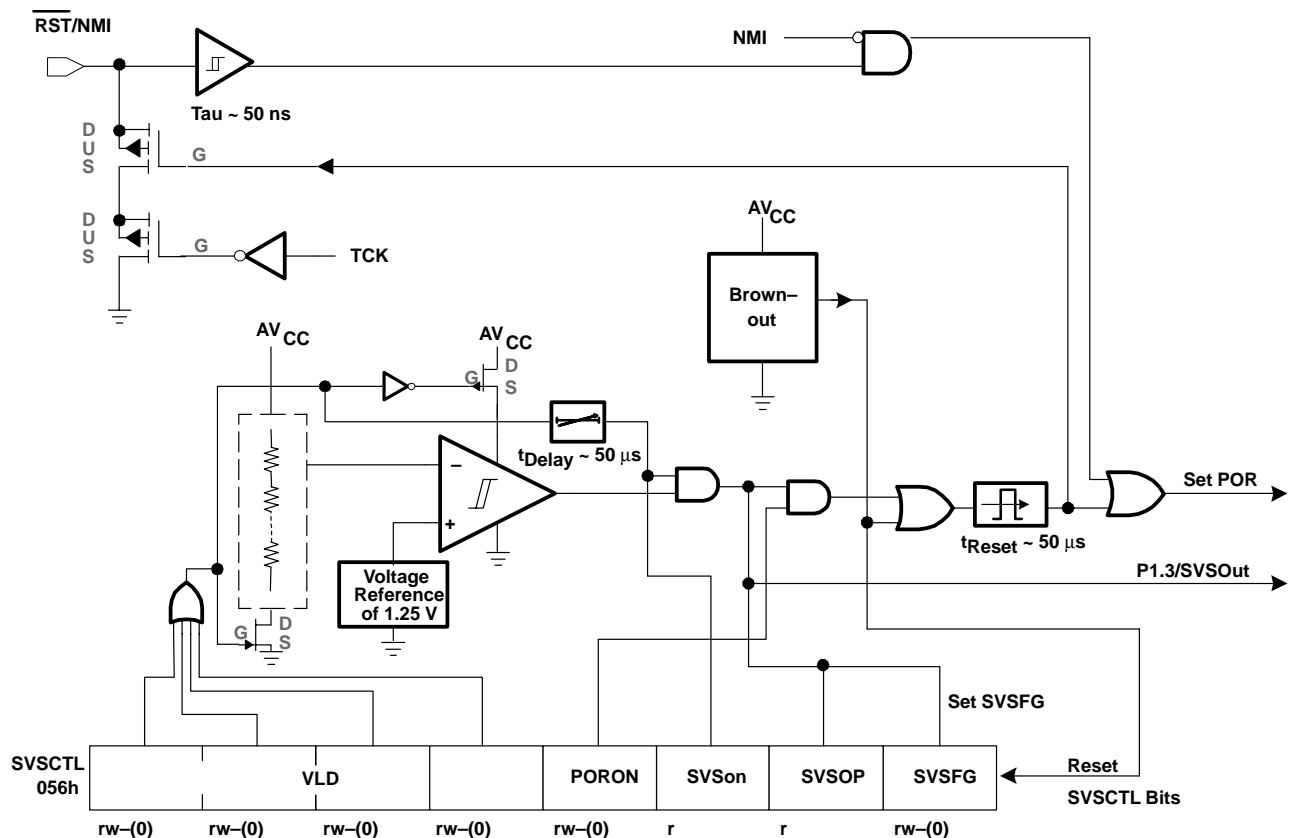 RST/NMI
NMI
Tau ~ 50 ns
D
U
S
G
D
U
S
G
TCK
AVCC
Brown–
out
AVCC
AVCC
G
D
S
tDelay ~ 50 μs
−
+
Set POR
tReset ~ 50 μs
P1.3/SVSOut
Voltage
Reference
of 1.25 V
G
D
S
Set SVSFG
SVSCTL
056h
VLD
PORON
SVSon
SVSOP
SVSFG
Reset
SVSCTL Bits
rw–(0) rw–(0) rw–(0) rw–(0) rw–(0) r r rw–(0)